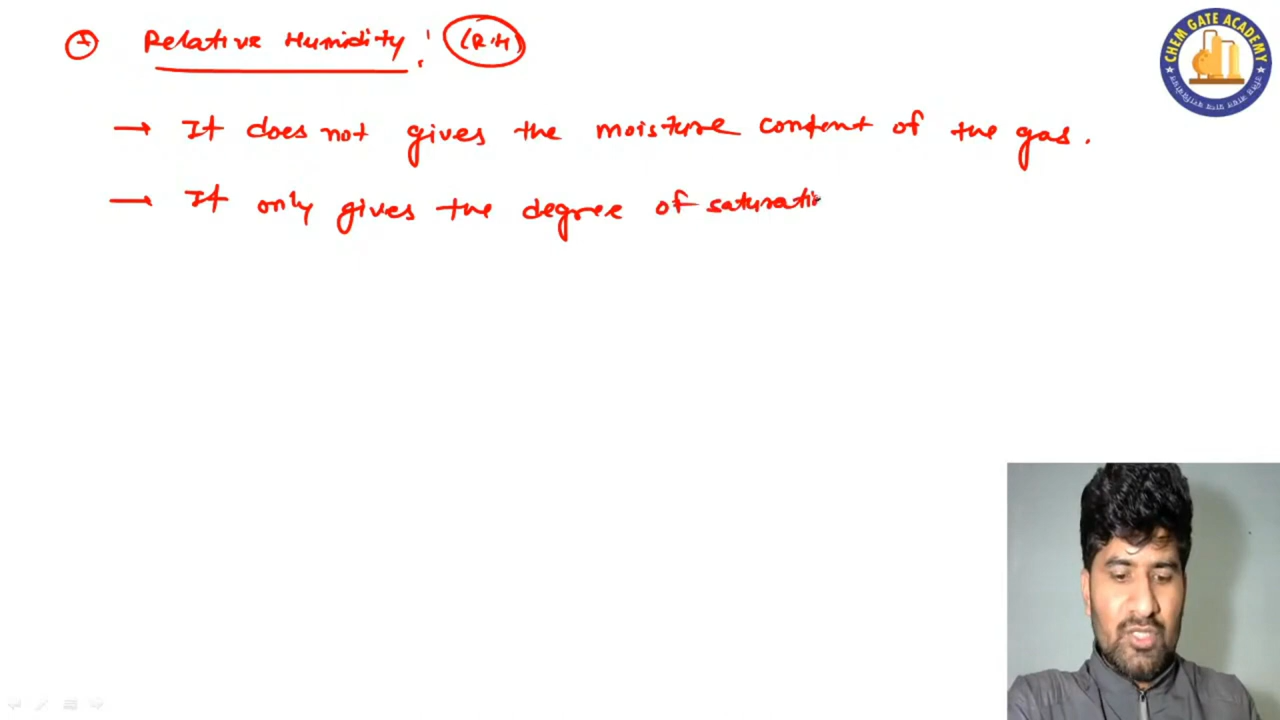 Relative Humidity: (R.H)
→ It does not gives the moisture content of the gas.
→ It only gives the degree of saturati
CHEM GATE ACADEMY